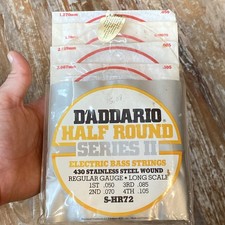 D'ADDARIO
HALF ROUND
SERIES II
ELECTRIC BASS STRINGS
430 STAINLESS STEEL WOUND
REGULAR GAUGE • LONG SCALE
1ST .050 3RD .085
2ND .070 4TH .105
S-HR72